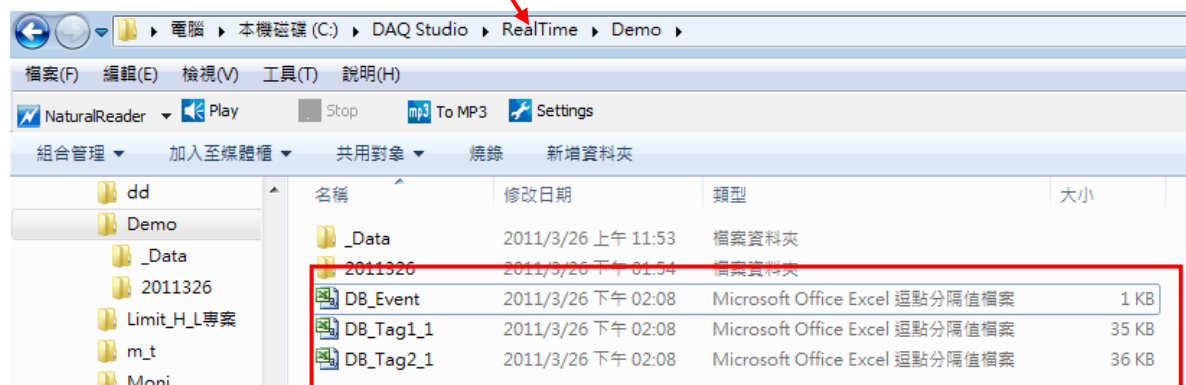 電腦 本機磁碟 (C:) DAQ Studio RealTime Demo
檔案(F) 編輯(E) 檢視(V) 工具(T) 說明(H)
NaturalReader Play Stop mp3 To MP3 Settings
組合管理 加入至媒體櫃 共用對象 燒錄 新增資料夾
dd
Demo
_Data
2011326
Limit_H_L專案
m_t
Moni
名稱 修改日期 類型 大小
_Data 2011/3/26 上午 11:53 檔案資料夾
2011326 2011/3/26 下午 01:54 檔案資料夾
DB_Event 2011/3/26 下午 02:08 Microsoft Office Excel 逗點分隔值檔案 1 KB
DB_Tag1_1 2011/3/26 下午 02:08 Microsoft Office Excel 逗點分隔值檔案 35 KB
DB_Tag2_1 2011/3/26 下午 02:08 Microsoft Office Excel 逗點分隔值檔案 36 KB